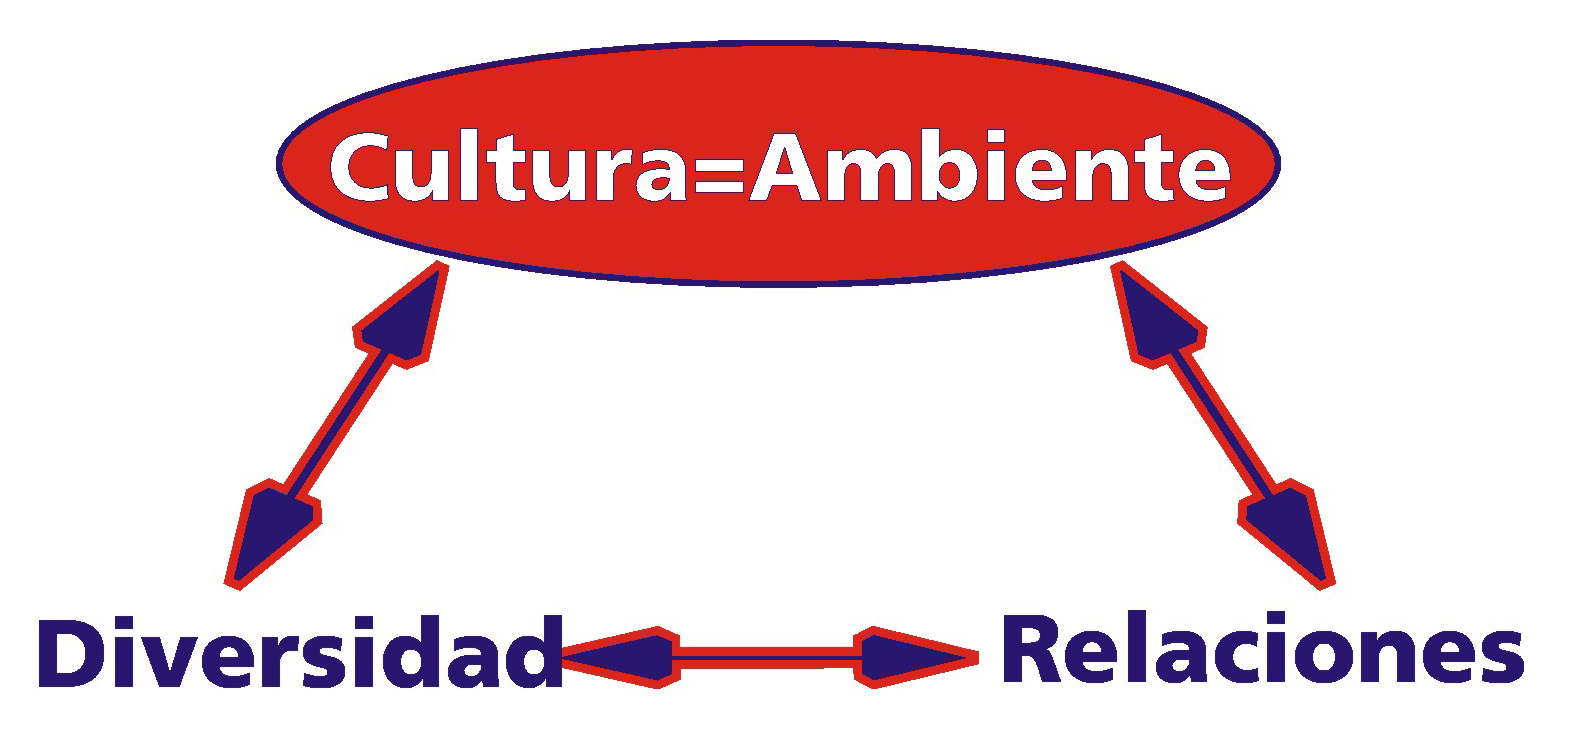 Cultura=Ambiente
Diversidad
Relaciones